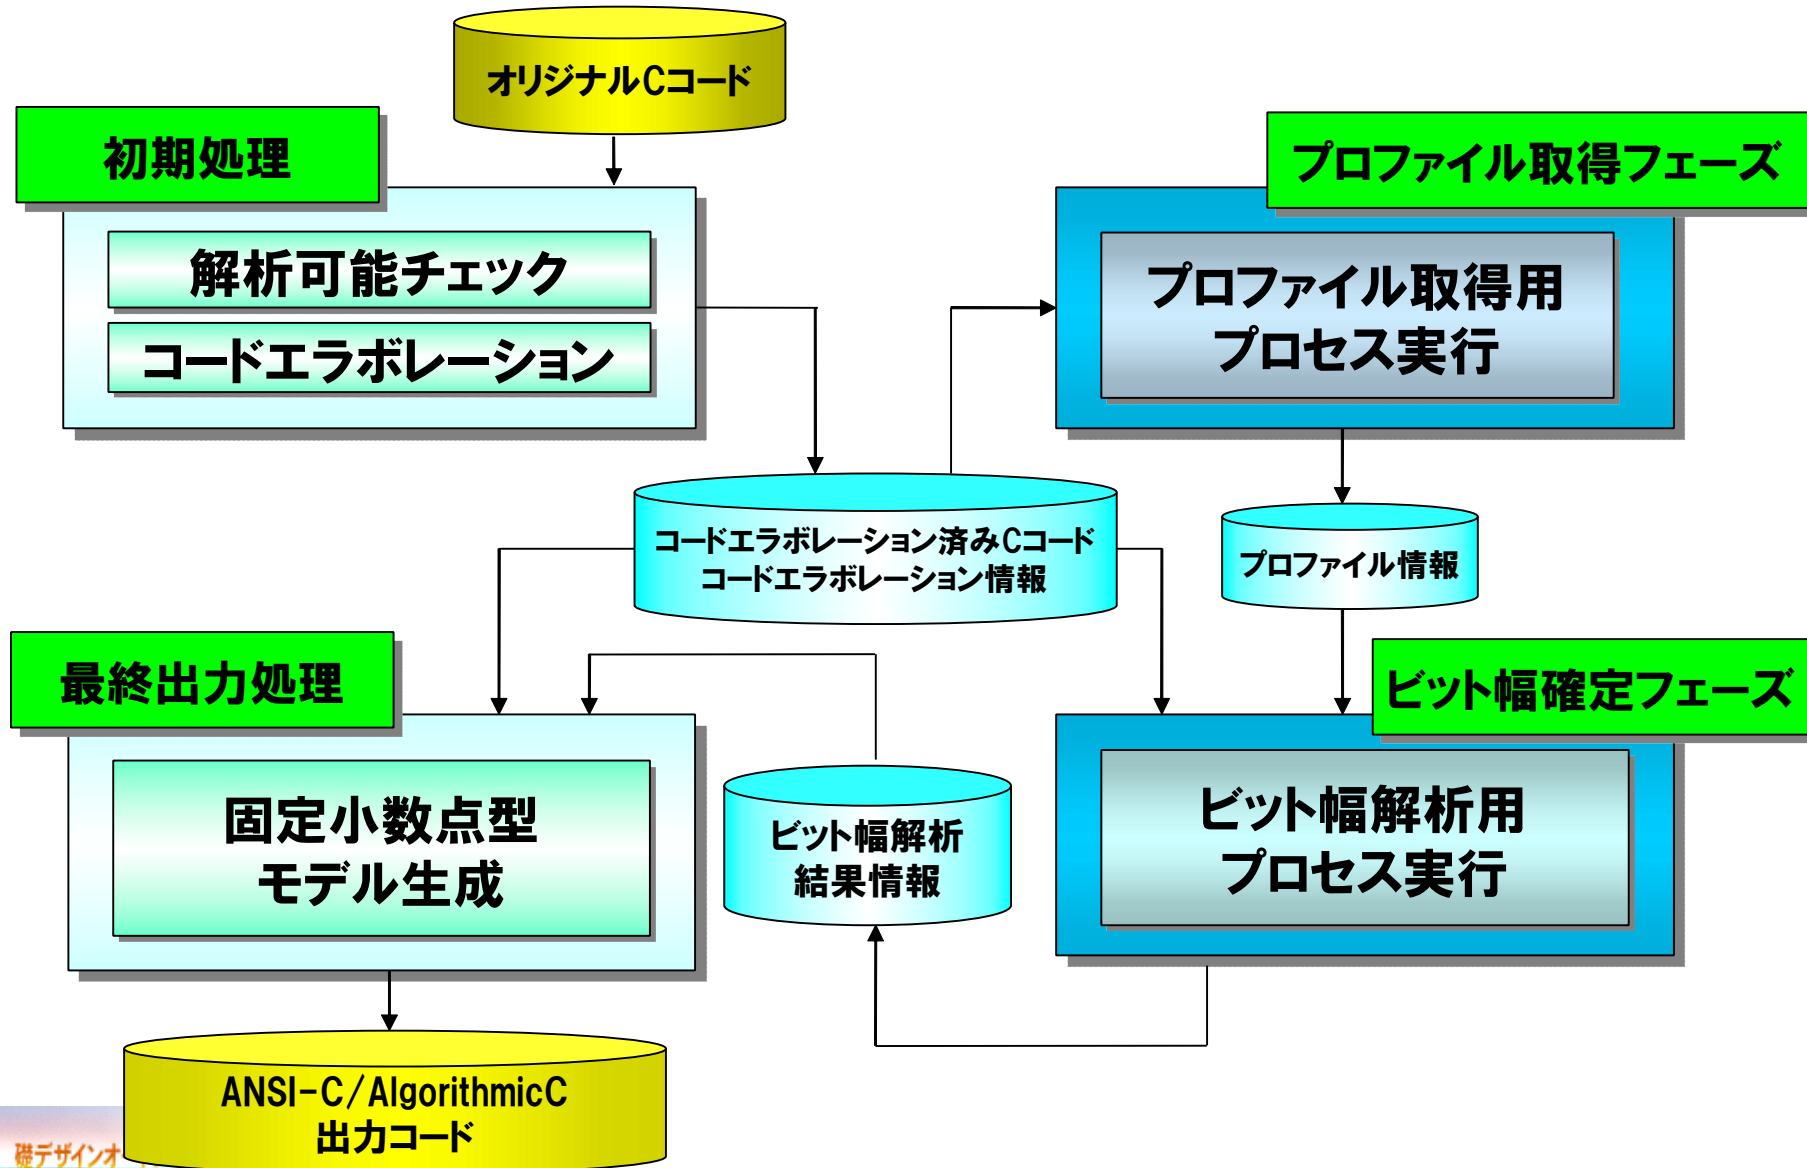 オリジナルCコード
初期処理
プロファイル取得フェーズ
解析可能チェック
コードエラボレーション
プロファイル取得用
プロセス実行
コードエラボレーション済みCコード
コードエラボレーション情報
プロファイル情報
最終出力処理
ビット幅確定フェーズ
固定小数点型
モデル生成
ビット幅解析
結果情報
ビット幅解析用
プロセス実行
ANSI-C/AlgorithmicC
出力コード
礎デザインオ